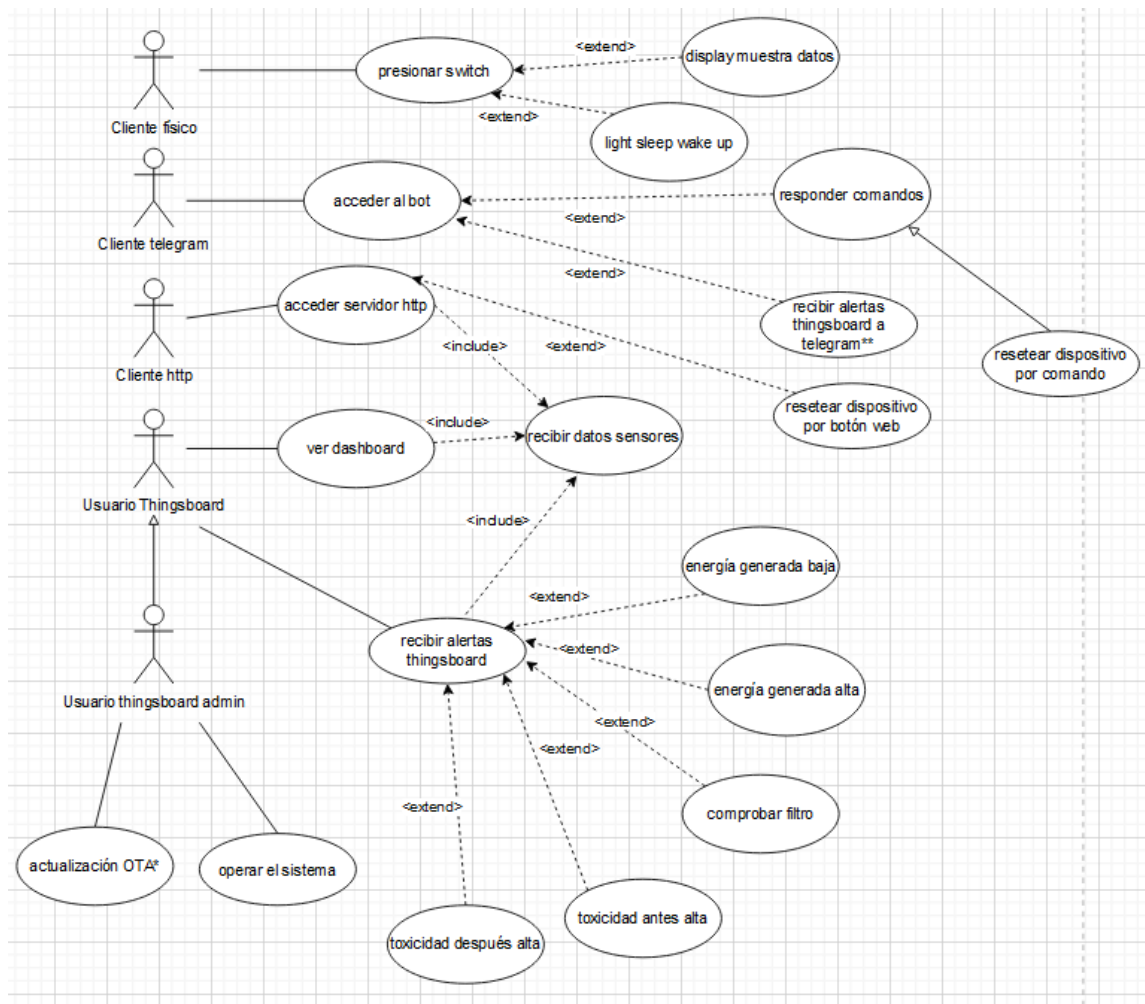 <extend>
display muestra datos
presionar switch
<extend>
Cliente físico
light sleep wake up
acceder al bot
responder comandos
<extend>
Cliente telegram
<extend>
acceder servidor http
recibir alertas
thingsboard a
telegram**
<include>
<extend>
resetear dispositivo
por comando
Cliente http
resetear dispositivo
por botón web
<include>
recibir datos sensores
ver dashboard
Usuario Thingsboard
<include>
energía generada baja
<extend>
recibir alertas
thingsboard
<extend>
energía generada alta
Usuario thingsboard admin
<extend>
<extend>
<extend>
comprobar filtro
actualización OTA*
operar el sistema
toxicidad antes alta
toxicidad después alta